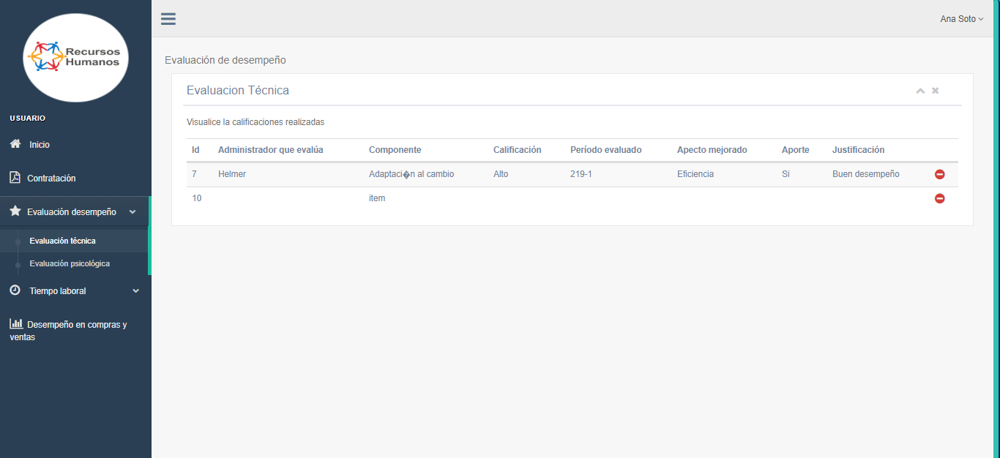 Recursos
Humanos
USUARIO
Inicio
Contratación
Evaluación desempeño
Evaluación técnica
Evaluación psicológica
Tiempo laboral
Desempeño en compras y
ventas
Ana Soto
Evaluación de desempeño
Evaluacion Técnica
Visualice la calificaciones realizadas
Id Administrador que evalúa Componente Calificación Período evaluado Apecto mejorado Aporte Justificación
7 Helmer Adaptaci�n al cambio Alto 219-1 Eficiencia Si Buen desempeño
10 item